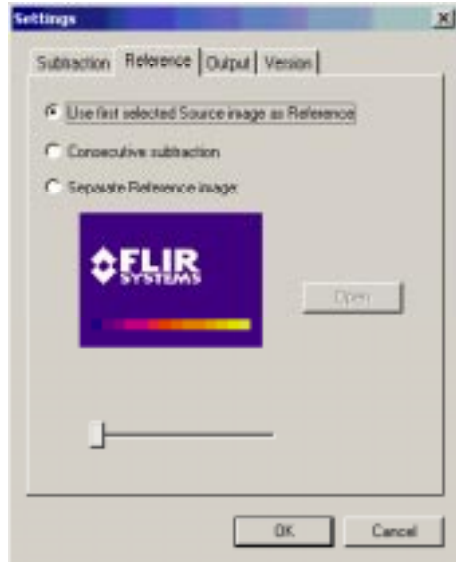 Settings
Subtraction Reference Output Version
Use first selected Source image as Reference
Consecutive subtraction
Separate Reference image:
FLIR
SYSTEMS
Open
OK
Cancel